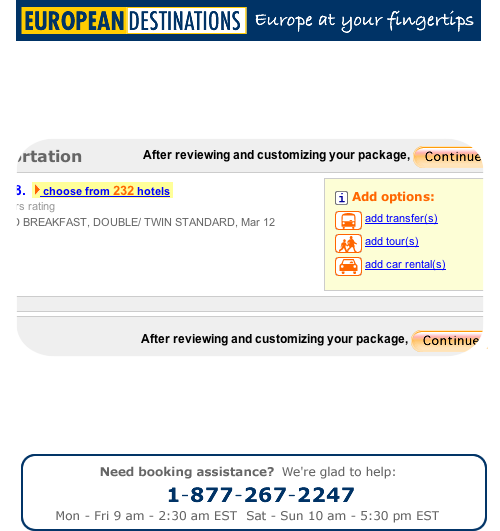 EUROPEAN DESTINATIONS Europe at your fingertips
rtation After reviewing and customizing your package, Continue
3. choose from 232 hotels
rs rating
BREAKFAST, DOUBLE/ TWIN STANDARD, Mar 12
i Add options:
add transfer(s)
add tour(s)
add car rental(s)
After reviewing and customizing your package, Continue
Need booking assistance? We're glad to help:
1-877-267-2247
Mon - Fri 9 am - 2:30 am EST Sat - Sun 10 am - 5:30 pm EST